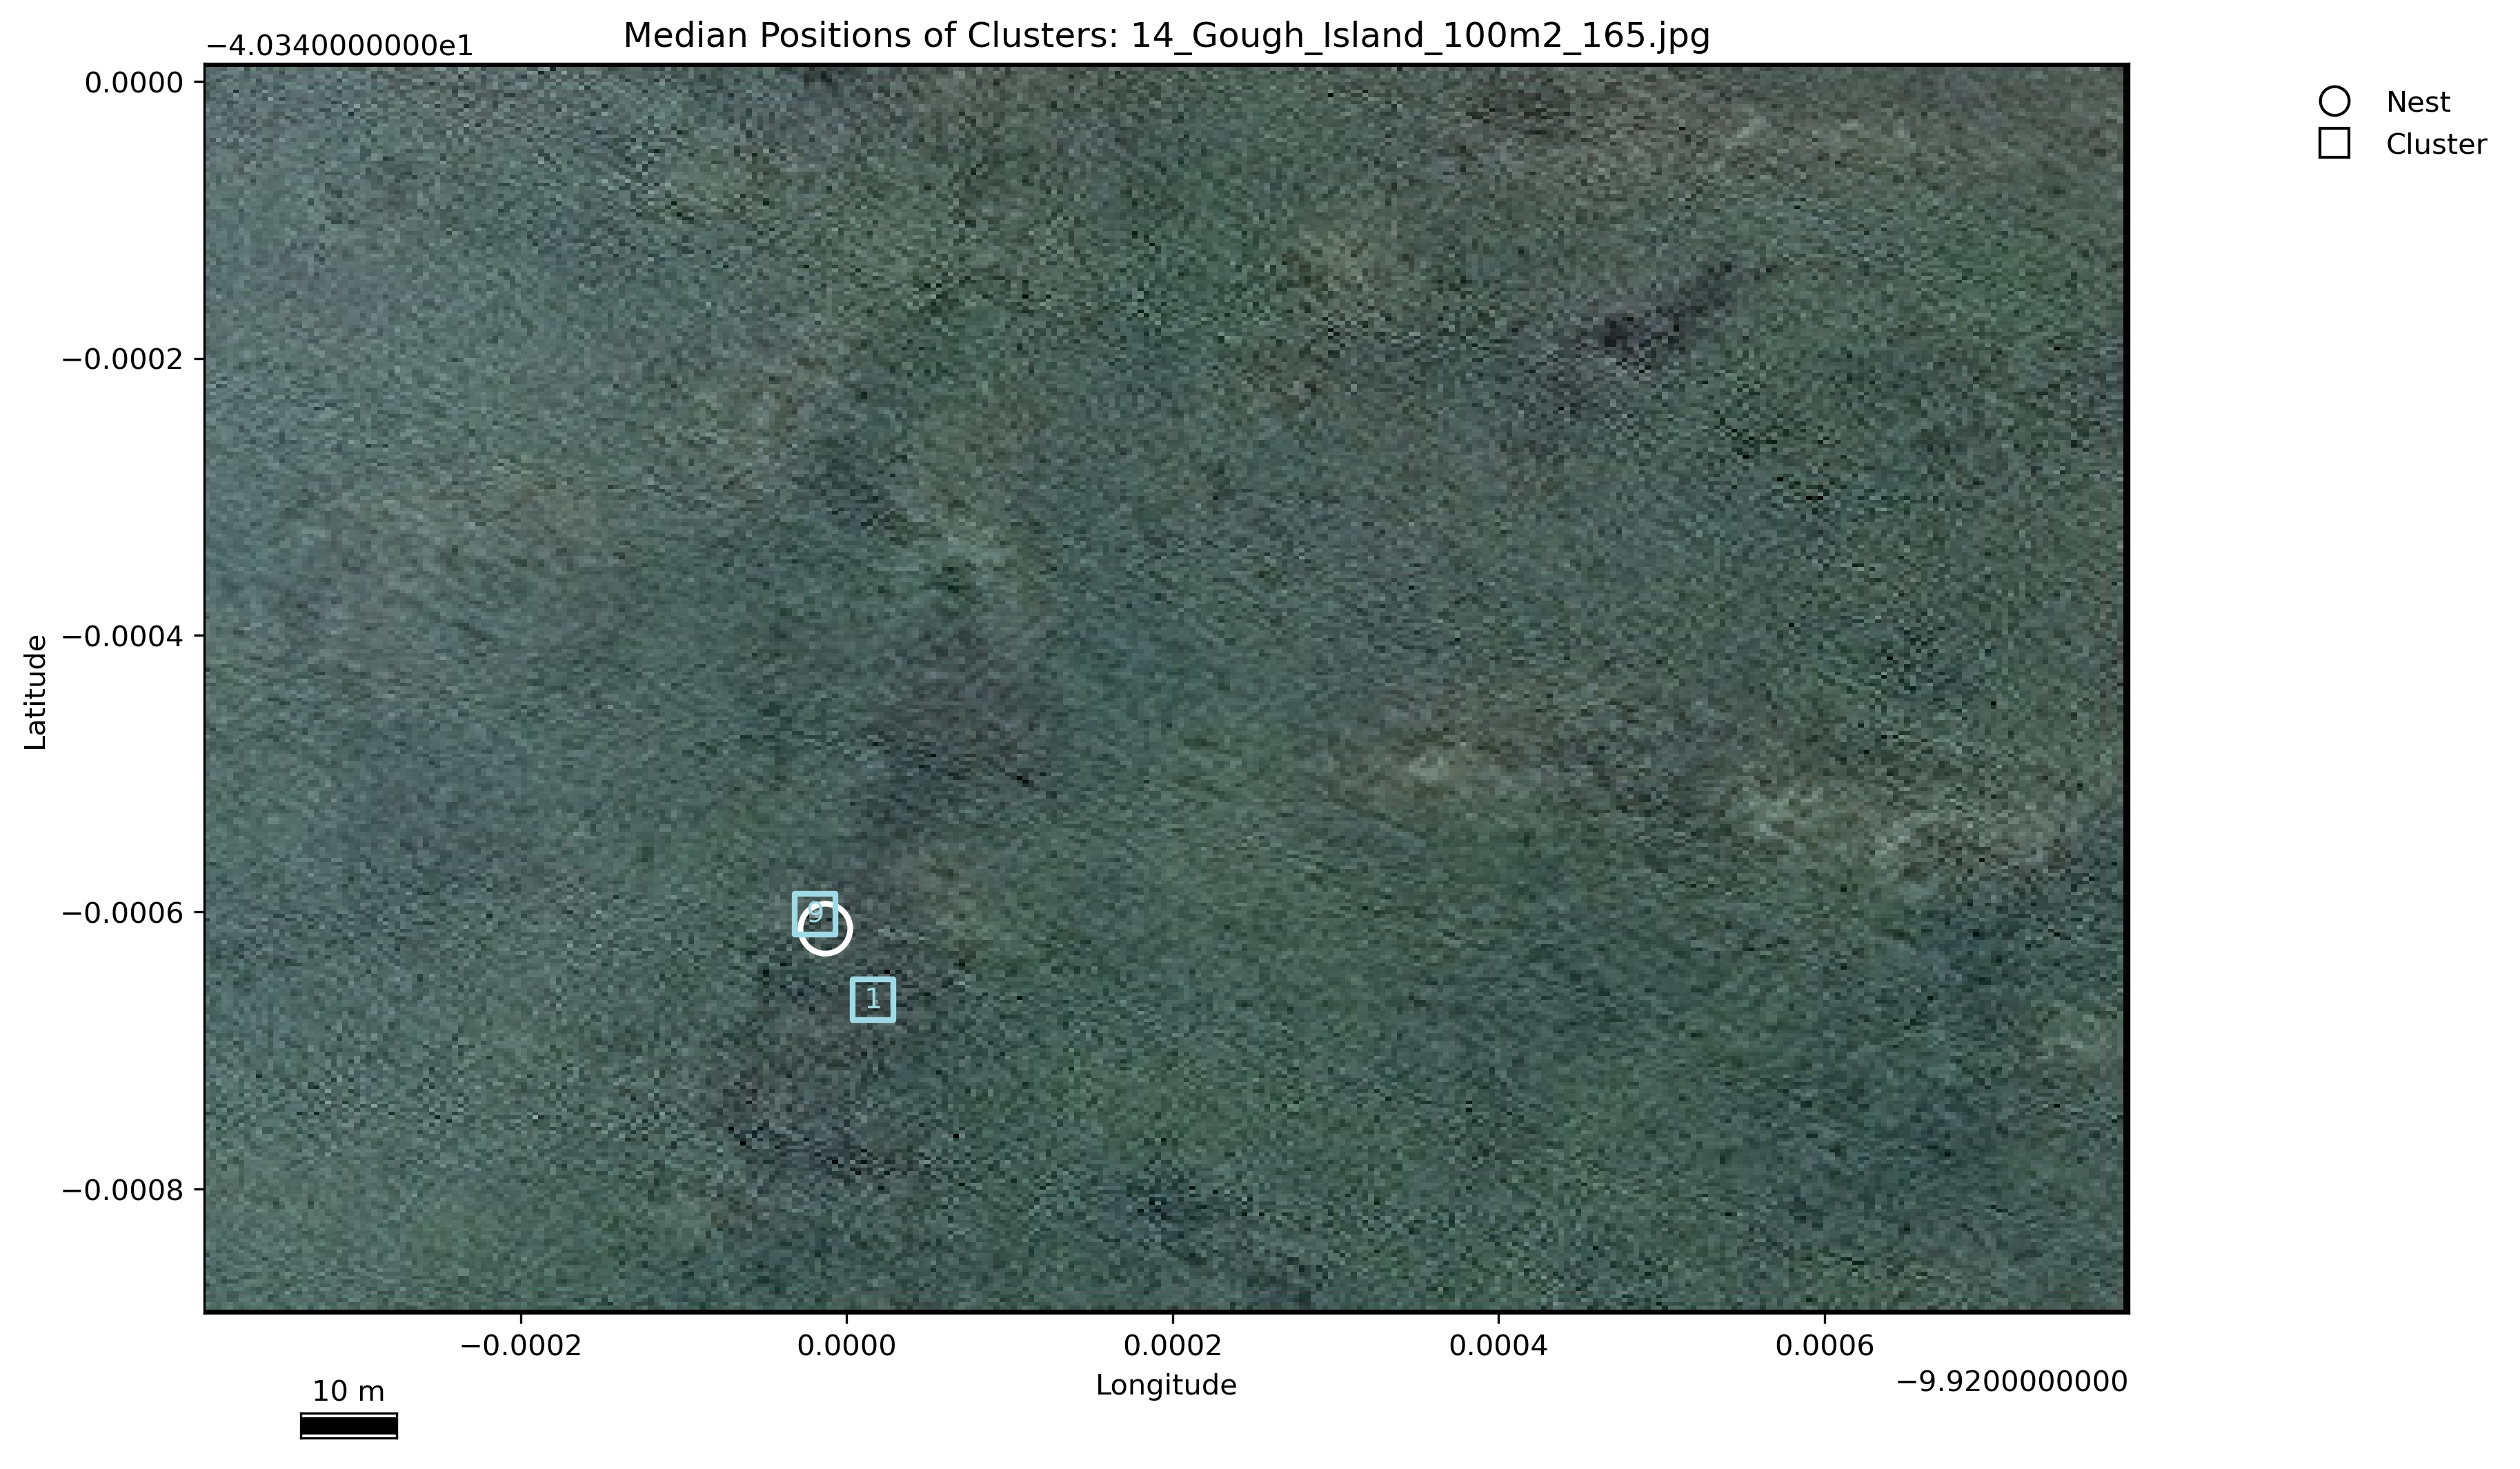 Median Positions of Clusters: 14_Gough_Island_100m2_165.jpg
−4.0340000000e1
0.0000
−0.0002
−0.0004
−0.0006
−0.0008
Latitude
Nest
Cluster
9
1
−0.0002 0.0000 0.0002 0.0004 0.0006
Longitude
−9.9200000000
10 m